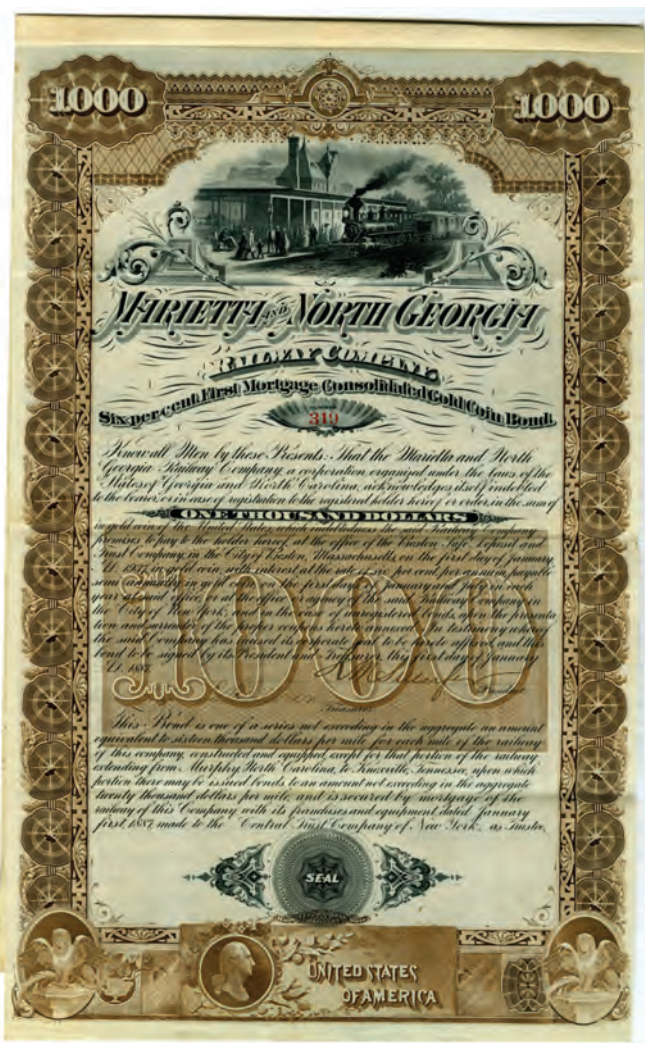 1000 1000
MARIETTA AND NORTH GEORGIA
RAILWAY COMPANY.
Six per cent. First Mortgage Consolidated Gold Coin Bond.
319
Know all Men by these Presents: That the Marietta and North
Georgia Railway Company, a corporation organized under the laws of the
States of Georgia and North Carolina, acknowledges itself indebted
to the bearer, or in case of registration to the registered holder hereof, or order, in the sum of
ONE THOUSAND DOLLARS
in gold coin of the United States, which indebtedness the said Railway Company
promises to pay to the holder hereof, at the office of the Boston Safe Deposit and
Trust Company, in the City of Boston, Massachusetts, on the first day of January
A.D. 1937, in gold coin, with interest at the rate of six per cent. per annum, payable
semi annually in gold coin on the first days of January and July in each
year at said office, or at the office or agency of the said Railway Company in
the City of New York, and in the case of unregistered bonds, upon the presenta
tion and surrender of the proper coupons hereto annexed. In testimony whereof
the said Company has caused its corporate seal to be hereto affixed, and this
bond to be signed by its President and Treasurer, this first day of January
A.D. 1887.
1000
President
Treasurer
This Bond is one of a series not exceeding in the aggregate an amount
equivalent to sixteen thousand dollars per mile for each mile of the railway
of this company, constructed and equipped, except for that portion of the railway
extending from Murphy North Carolina, to Knoxville, Tennessee, upon which
portion there may be issued bonds to an amount not exceeding in the aggregate
twenty thousand dollars per mile, and is secured by mortgage of the
railway of this Company with its franchises and equipment dated January
first, 1887, made to the Central Trust Company of New York, as trustee.
SEAL
UNITED STATES
OF AMERICA